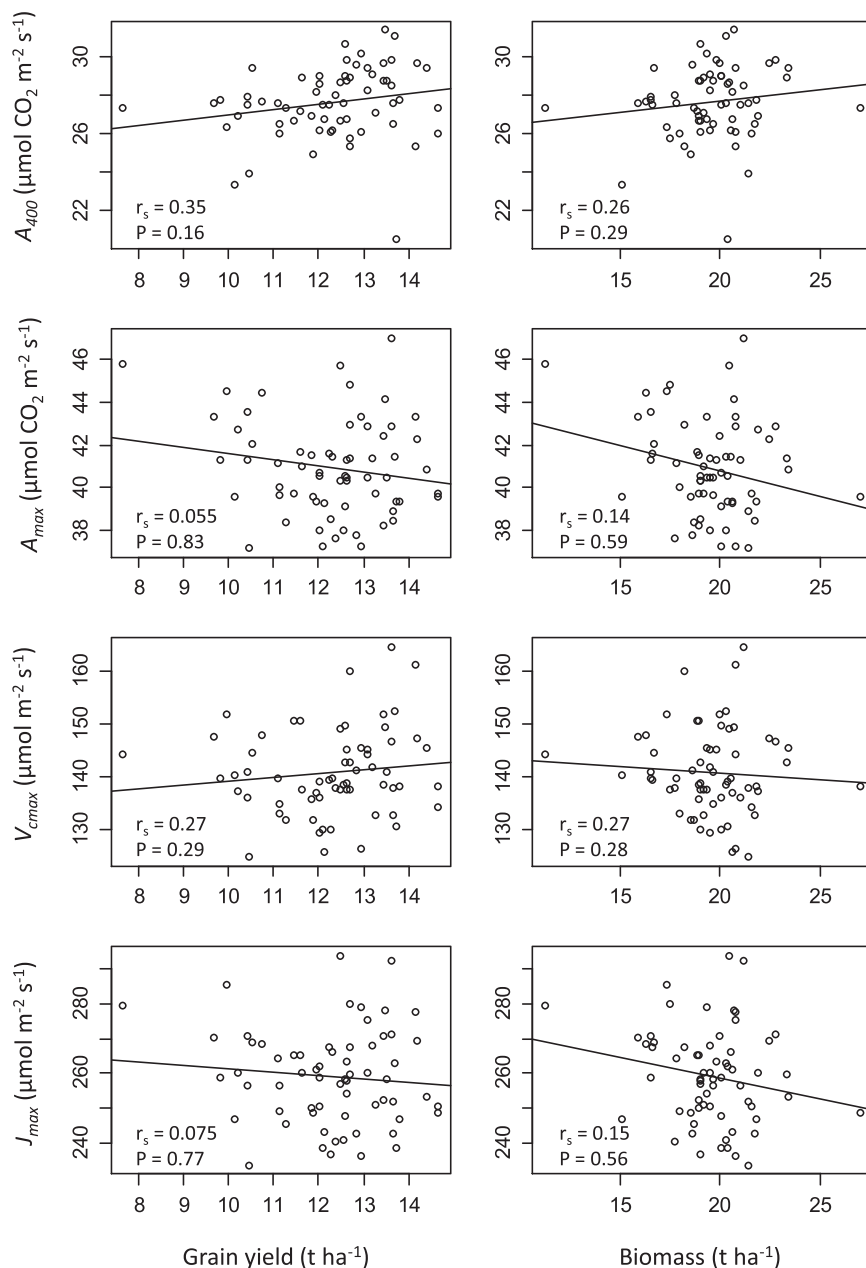 A400 (µmol CO2 m-2 s-1)
30
28
26
24
22
rs = 0.35
P = 0.16
8 9 10 11 12 13 14
rs = 0.26
P = 0.29
15 20 25
Amax (µmol CO2 m-2 s-1)
46
44
42
40
38
rs = 0.055
P = 0.83
8 9 10 11 12 13 14
rs = 0.14
P = 0.59
15 20 25
Vcmax (µmol m-2 s-1)
160
150
140
130
rs = 0.27
P = 0.29
8 9 10 11 12 13 14
rs = 0.27
P = 0.28
15 20 25
Jmax (µmol m-2 s-1)
280
260
240
rs = 0.075
P = 0.77
8 9 10 11 12 13 14
rs = 0.15
P = 0.56
15 20 25
Grain yield (t ha-1)
Biomass (t ha-1)